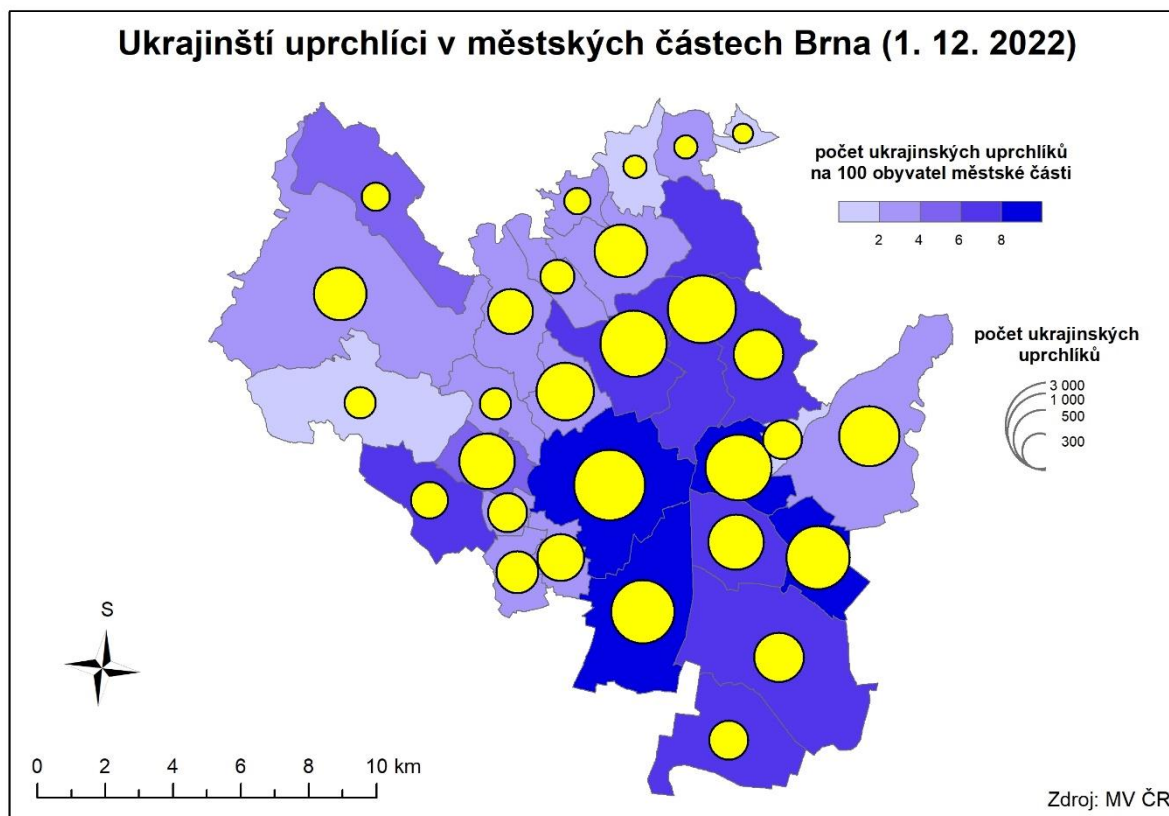 Ukrajinští uprchlíci v městských částech Brna (1. 12. 2022)
počet ukrajinských uprchlíků
na 100 obyvatel městské části
2 4 6 8
počet ukrajinských
uprchlíků
3 000
1 000
500
300
S
0 2 4 6 8 10 km
Zdroj: MV ČR